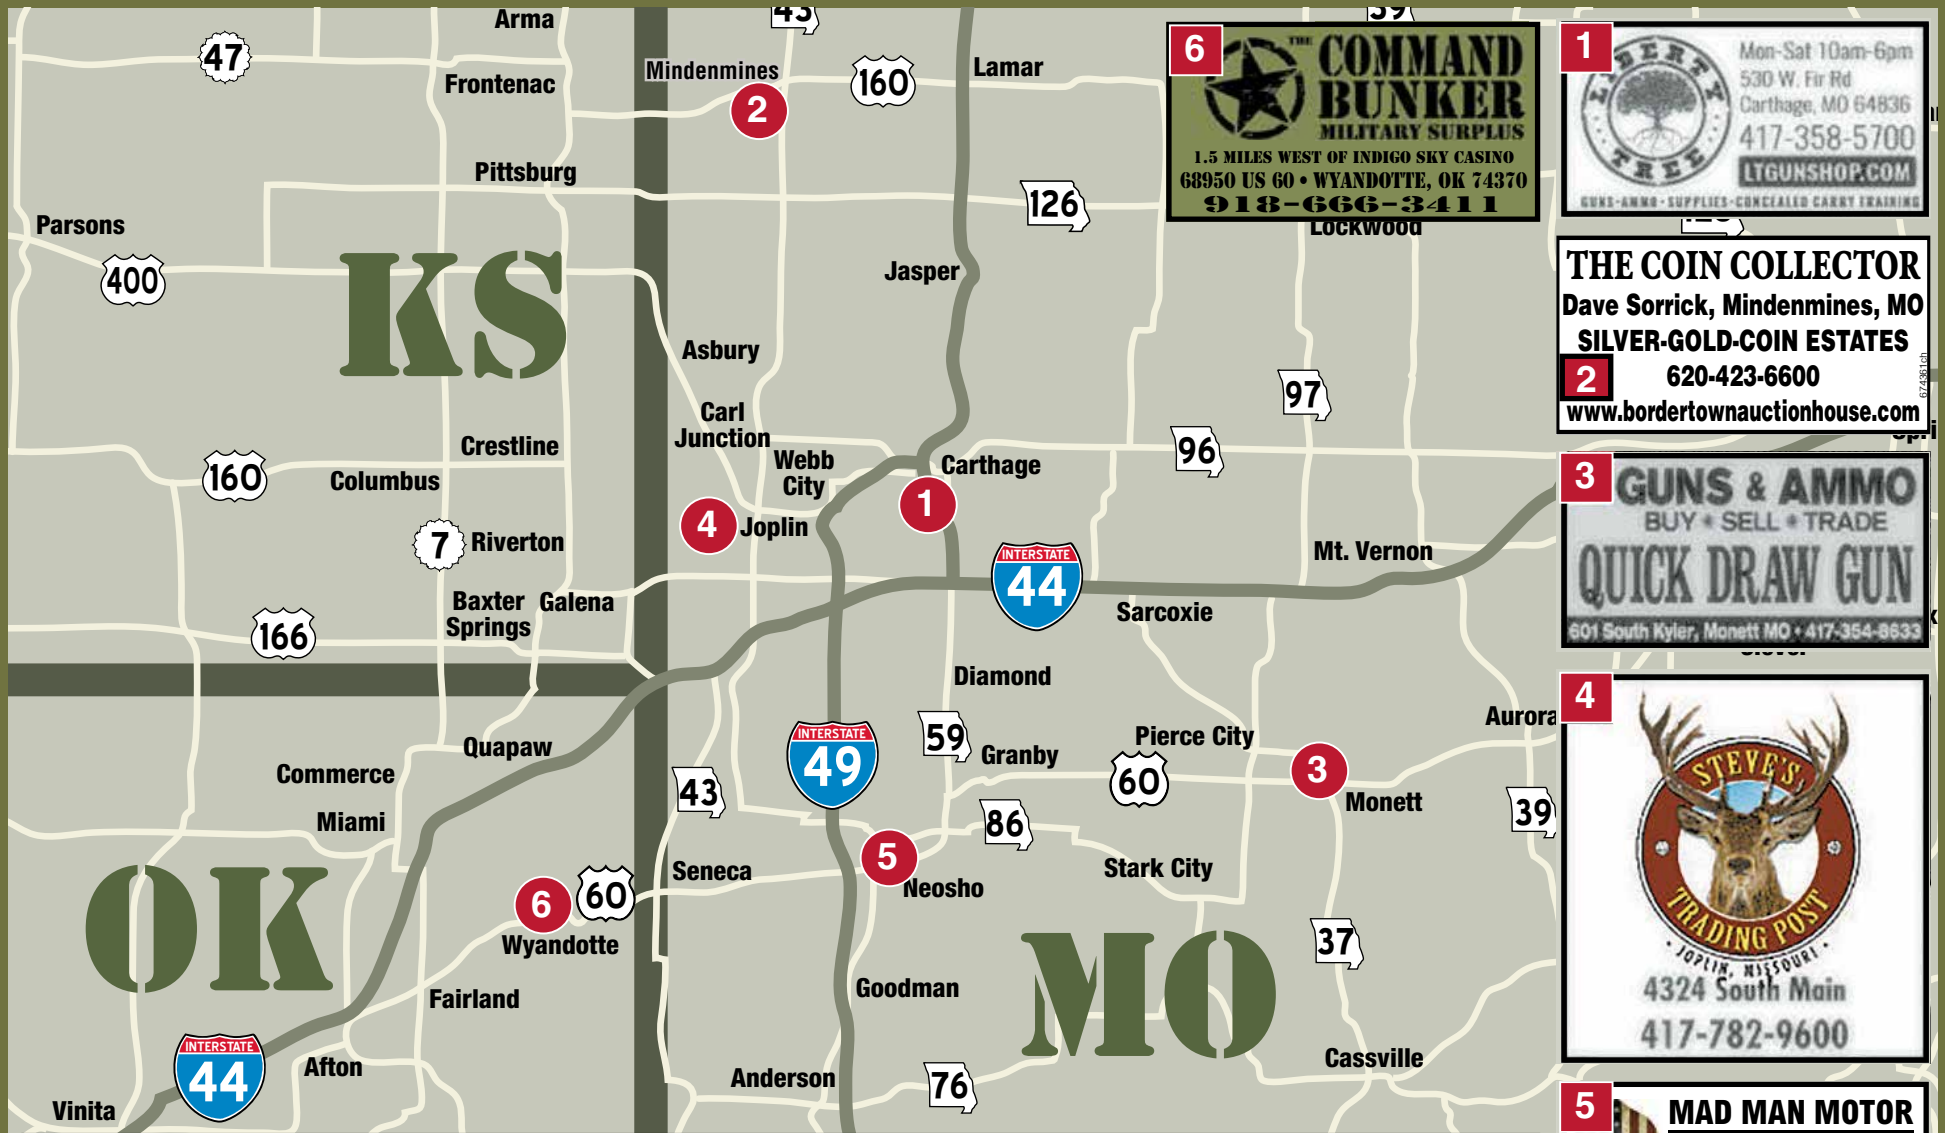 Arma
43
39
47
Frontenac
Mindenmines
2
160
Lamar
Pittsburg
126
Parsons
400
KS
Jasper
Lockwood
Asbury
97
Carl
Junction
Crestline
Webb
City
Carthage
96
160
Columbus
1
4
Joplin
7
Riverton
INTERSTATE
44
Mt. Vernon
Baxter
Springs
Galena
Sarcoxie
166
Diamond
Aurora
59
Pierce City
Quapaw
INTERSTATE
49
Granby
60
3
Commerce
43
Monett
39
Miami
86
5
Seneca
Stark City
OK
6
60
Neosho
Wyandotte
37
MO
Goodman
Fairland
INTERSTATE
44
Afton
Cassville
Anderson
76
Vinita
6
THE COMMAND
BUNKER
MILITARY SURPLUS
1.5 MILES WEST OF INDIGO SKY CASINO
68950 US 60 • WYANDOTTE, OK 74370
918-666-3411
1
LIBERTY
TREE
Mon-Sat 10am-6pm
530 W. Fir Rd
Carthage, MO 64836
417-358-5700
LTGUNSHOP.COM
GUNS-AMMO-SUPPLIES-CONCEALED CARRY TRAINING
THE COIN COLLECTOR
Dave Sorrick, Mindenmines, MO
SILVER-GOLD-COIN ESTATES
2
620-423-6600
www.bordertownauctionhouse.com
674361ch
3
GUNS & AMMO
BUY * SELL * TRADE
QUICK DRAW GUN
601 South Kyler, Monett MO • 417-354-8633
4
STEVE'S
TRADING POST
• JOPLIN, MISSOURI •
4324 South Main
417-782-9600
5
MAD MAN MOTOR